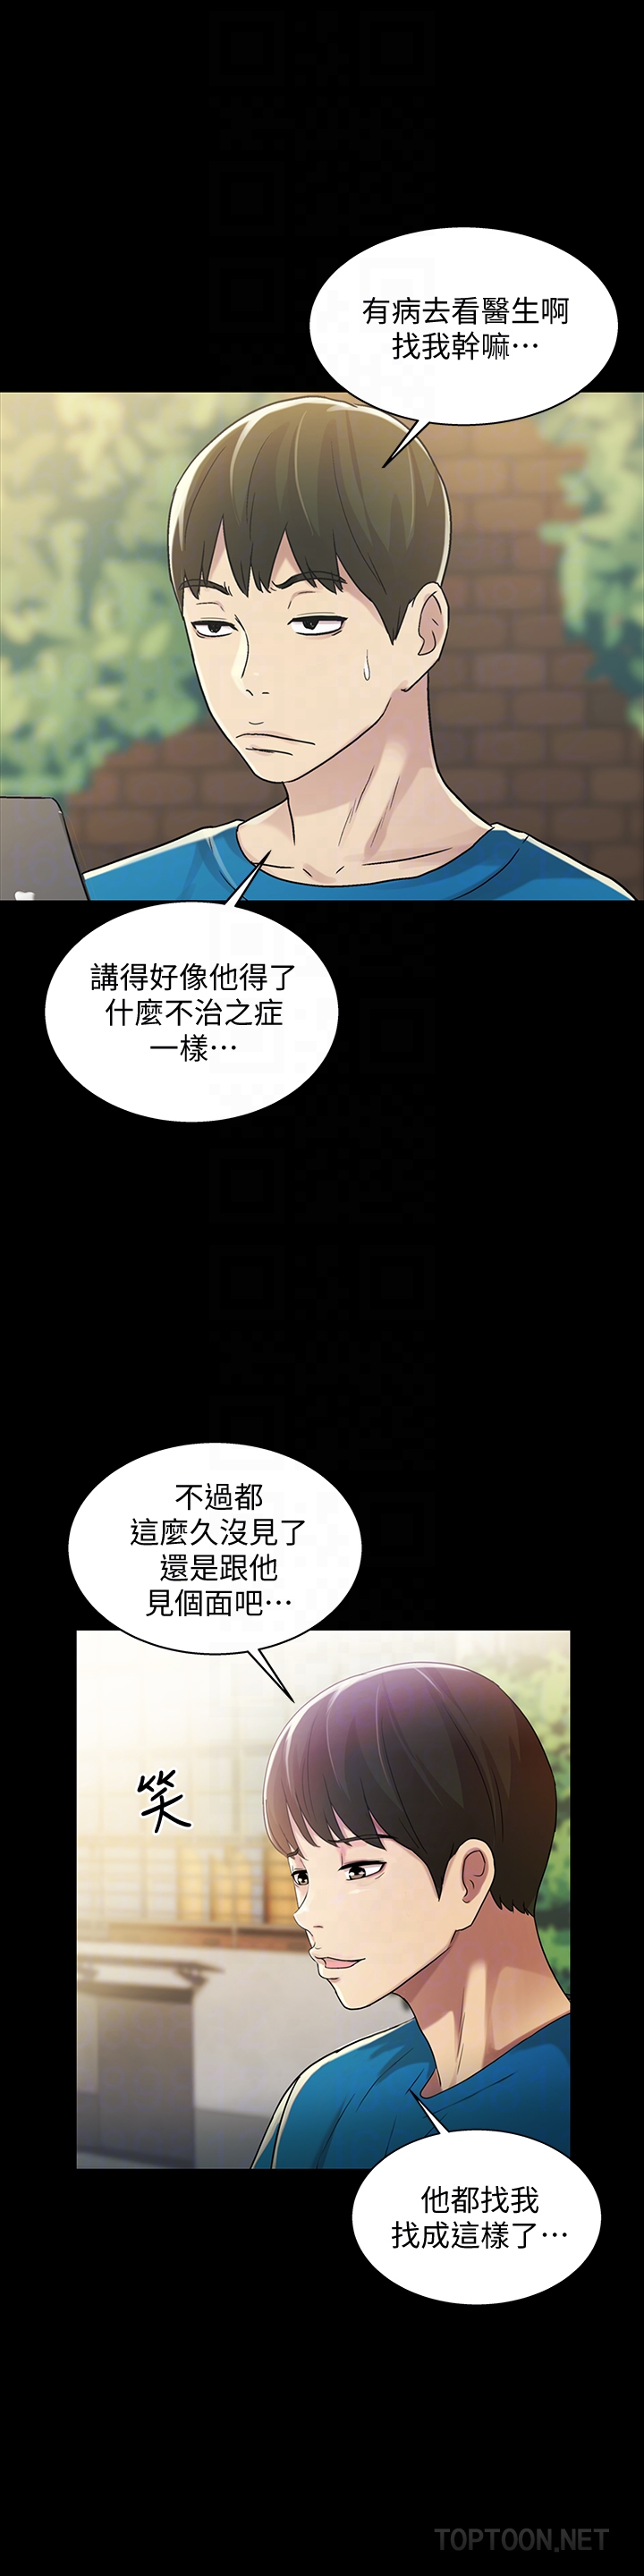 有病去看醫生啊
找我幹嘛⋯
講得好像他得了
什麼不治之症
一樣⋯
不過都
這麼久沒見了
還是跟他
見個面吧⋯
笑
他都找我
找成這樣了⋯
TOPTOON.NET